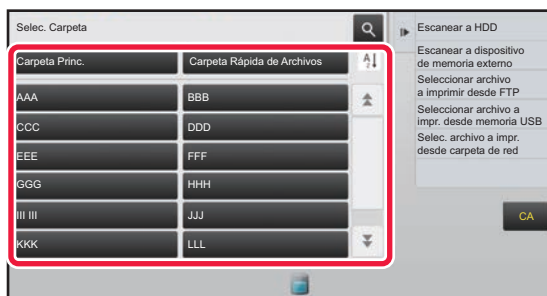 Selec. Carpeta
Carpeta Princ.
Carpeta Rápida de Archivos
AAA
BBB
CCC
DDD
EEE
FFF
GGG
HHH
III III
JJJ
KKK
LLL
Escanear a HDD
Escanear a dispositivo
de memoria externo
Seleccionar archivo
a imprimir desde FTP
Seleccionar archivo a
impr. desde memoria USB
Selec. archivo a impr.
desde carpeta de red
CA